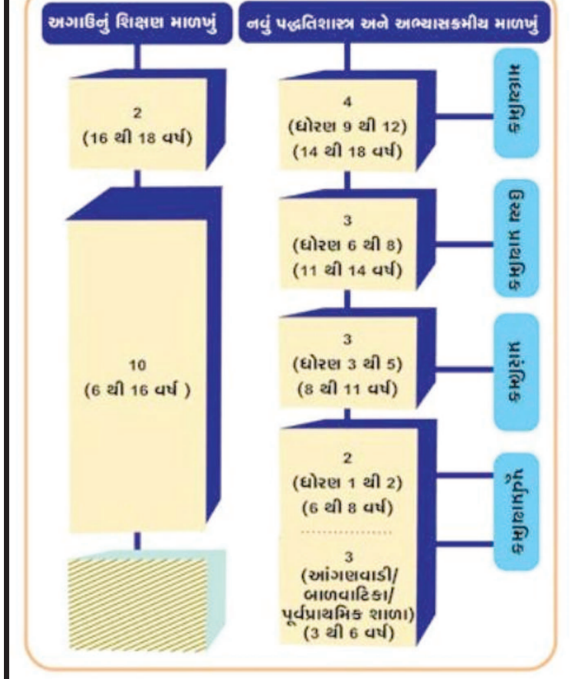 અગાઉનું શિક્ષણ માળખું
નવું પદ્ધતિશાસ્ત્ર અને અભ્યાસક્રમીય માળખું
2
(16 થી 18 વર્ષ)
10
(6 થી 16 વર્ષ )
4
(ધોરણ 9 થી 12)
(14 થી 18 વર્ષ)
માધ્યમિક
3
(ધોરણ 6 થી 8)
(11 થી 14 વર્ષ)
ઉચ્ચ પ્રાથમિક
3
(ધોરણ 3 થી 5)
(8 થી 11 વર્ષ)
પ્રારંભિક
2
(ધોરણ 1 થી 2)
(6 થી 8 વર્ષ)
3
(આંગણવાડી/
બાળવાટિકા/
પૂર્વપ્રાથમિક શાળા)
(3 થી 6 વર્ષ)
પૂર્વપ્રાથમિક